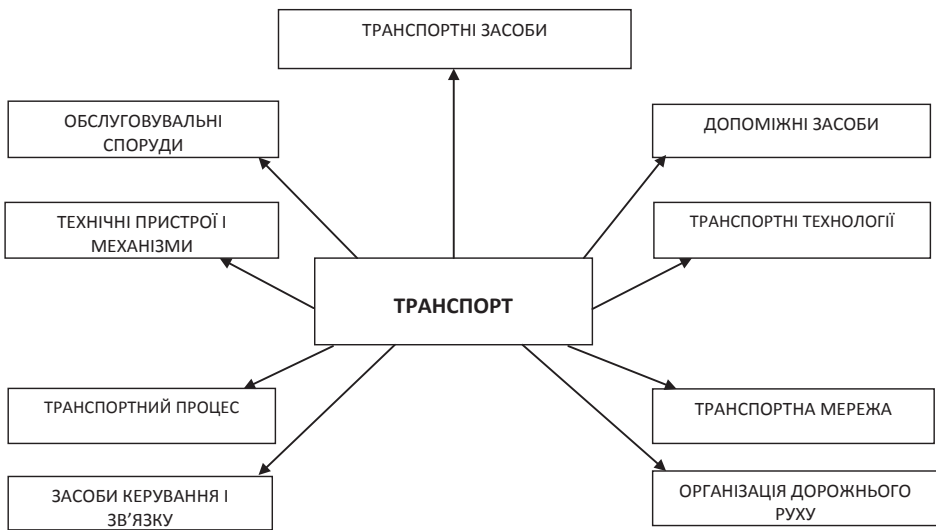 ТРАНСПОРТНІ ЗАСОБИ
ОБСЛУГОВУВАЛЬНІ
СПОРУДИ
ДОПОМІЖНІ ЗАСОБИ
ТЕХНІЧНІ ПРИСТРОЇ І
МЕХАНІЗМИ
ТРАНСПОРТНІ ТЕХНОЛОГІЇ
ТРАНСПОРТ
ТРАНСПОРТНИЙ ПРОЦЕС
ТРАНСПОРТНА МЕРЕЖА
ЗАСОБИ КЕРУВАННЯ І
ЗВ’ЯЗКУ
ОРГАНІЗАЦІЯ ДОРОЖНЬОГО
РУХУ